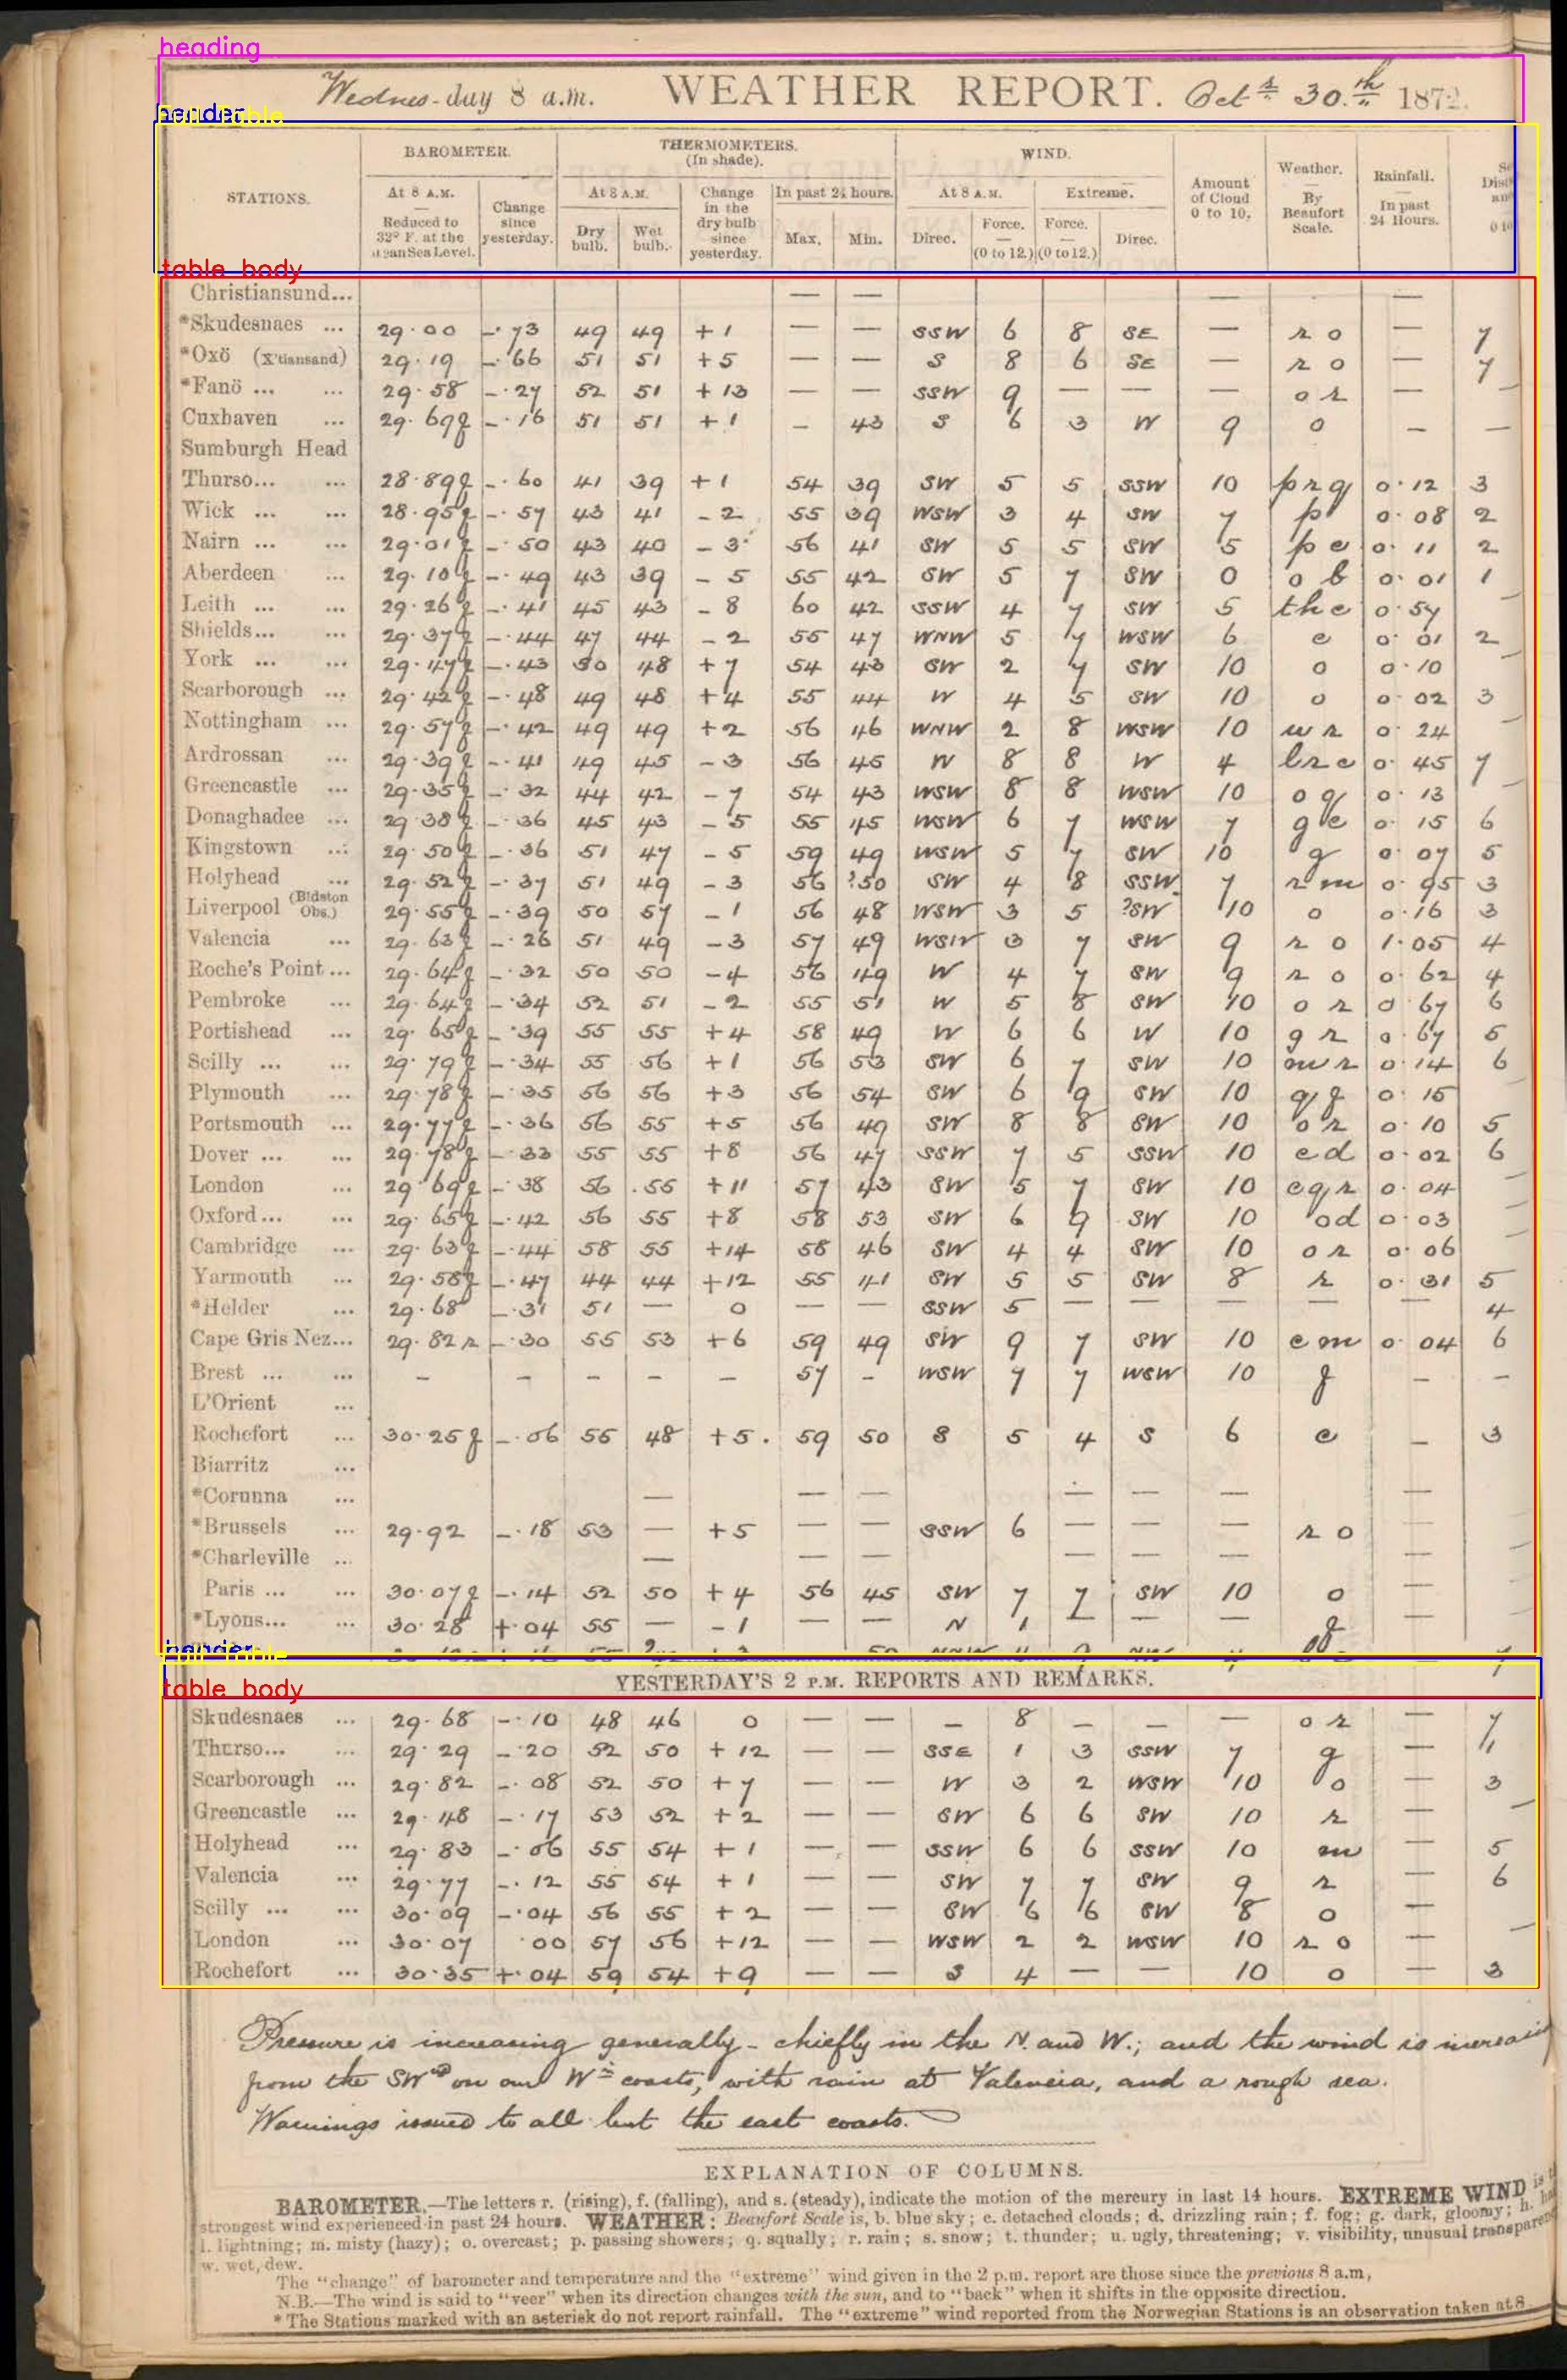 heading
Wednes-day 8 a.m. WEATHER REPORT. Oct.r 30.th 1872.
header
full table
STATIONS. BAROMETER. THERMOMETERS. (In shade). WIND. Amount of Cloud 0 to 10. Weather. — By Beaufort Scale. Rainfall. — In past 24 Hours.
At 8 A.M. Reduced to 32° F. at the Mean Sea Level. Change since yesterday. At 8 A.M. Dry bulb. Wet bulb. Change in the dry bulb since yesterday. In past 24 hours. Max. Min. At 8 A.M. Direc. Force. — (0 to 12.) Extreme. Force. — (0 to 12.) Direc.
table body
Christiansund... — — — —
*Skudesnaes ... 29.00 -.73 49 49 +1 — — SSW 6 8 SE — r o — 7
*Oxö (X'tiansand) 29.19 -.66 51 51 +5 — — S 8 6 SE — r o — 7
*Fanö ... ... 29.58 -.27 52 51 +13 — — SSW 9 — — — o r — —
Cuxhaven ... 29.69f -.16 51 51 +1 – 43 S 6 3 W 9 o – —
Sumburgh Head
Thurso... ... 28.89f -.60 41 39 +1 54 39 SW 5 5 SSW 10 prq 0.12 3
Wick ... ... 28.95f -.57 43 41 -2 55 39 WSW 3 4 SW 7 p 0.08 2
Nairn ... ... 29.01f -.50 43 40 -3 56 41 SW 5 5 SW 5 p c 0.11 2
Aberdeen ... 29.10f -.49 43 39 -5 55 42 SW 5 7 SW 0 o b 0.01 1
Leith ... ... 29.26f -.41 45 43 -8 60 42 SSW 4 7 SW 5 thc 0.57 —
Shields... ... 29.37f -.44 47 44 -2 55 47 WNW 5 7 WSW 6 c 0.01 2
York ... ... 29.47f -.43 50 48 +7 54 43 SW 2 7 SW 10 o 0.10 —
Scarborough ... 29.42f -.48 49 48 +4 55 44 W 4 5 SW 10 o 0.02 3
Nottingham ... 29.57f -.42 49 49 +2 56 46 WNW 2 8 WSW 10 w r 0.24 —
Ardrossan ... 29.39f -.41 49 45 -3 56 45 W 8 8 W 4 brc 0.45 7
Greencastle ... 29.35f -.32 44 42 -7 54 43 WSW 8 8 WSW 10 o q 0.13 —
Donaghadee ... 29.38f -.36 45 43 -5 55 45 WSW 6 7 WSW 7 g c 0.15 6
Kingstown ... 29.50f -.36 51 47 -5 59 49 WSW 5 7 SW 10 g 0.07 5
Holyhead ... 29.52f -.37 51 49 -3 56 ?50 SW 4 8 SSW 7 r m 0.95 3
Liverpool (Bidston Obs.) 29.55f -.39 50 57 -1 56 48 WSW 3 5 ?SW 10 o 0.16 3
Valencia ... 29.63f -.26 51 49 -3 57 49 WSW 3 7 SW 9 r o 1.05 4
Roche's Point ... 29.64f -.32 50 50 -4 56 49 W 4 7 SW 9 r o 0.62 4
Pembroke ... 29.64f -.34 52 51 -2 55 51 W 5 8 SW 10 o r 0.67 6
Portishead ... 29.65f -.39 55 55 +4 58 49 W 6 6 W 10 g r 0.67 5
Scilly ... ... 29.79f -.34 55 56 +1 56 53 SW 6 7 SW 10 m r 0.14 6
Plymouth ... 29.78f -.35 56 56 +3 56 54 SW 6 9 SW 10 q f 0.15
Portsmouth ... 29.77f -.36 56 55 +5 56 49 SW 8 8 SW 10 o r 0.10 5
Dover ... ... 29.78f -.33 55 55 +8 56 47 SSW 7 5 SSW 10 c d 0.02 6
London ... 29.69f -.38 56 55 +11 57 43 SW 5 7 SW 10 cqr 0.04 —
Oxford... ... 29.65f -.42 56 55 +8 58 53 SW 6 9 SW 10 od 0.03 —
Cambridge ... 29.63f -.44 58 55 +14 58 46 SW 4 4 SW 10 o r 0.06 —
Yarmouth ... 29.58f -.47 44 44 +12 55 41 SW 5 5 SW 8 r 0.31 5
*Helder ... 29.68 -.31 51 — 0 — — SSW 5 — — — — — 4
Cape Gris Nez... 29.82r -.30 55 53 +6 59 49 SW 9 7 SW 10 c m 0.04 6
Brest ... ... – – – – – 57 – WSW 7 7 WSW 10 f – –
L'Orient ...
Rochefort ... 30.25f -.06 55 48 +5. 59 50 S 5 4 S 6 c – 3
Biarritz ...
*Corunna ... — — — — — — —
*Brussels ... 29.92 -.18 53 — +5 — — SSW 6 — — — r o —
*Charleville ... — — — — — — —
Paris ... ... 30.07f -.14 52 50 +4 56 45 SW 7 7 SW 10 o —
*Lyons... ... 30.28 +.04 55 — -1 — — N 1 — — — g —
header
full table
YESTERDAY'S 2 P.M. REPORTS AND REMARKS.
table body
Skudesnaes ... 29.68 -.10 48 46 0 — — – 8 – – — o r — 7
Thurso... ... 29.29 -.20 52 50 +12 — — SSE 1 3 SSW 7 g — 1
Scarborough ... 29.82 -.08 52 50 +7 — — W 3 2 WSW 10 o — 3
Greencastle ... 29.48 -.17 53 52 +2 — — SW 6 6 SW 10 r — —
Holyhead ... 29.83 -.06 55 54 +1 — — SSW 6 6 SSW 10 m — 5
Valencia ... 29.77 -.12 55 54 +1 — — SW 7 7 SW 9 r — 6
Scilly ... ... 30.09 -.04 56 55 +2 — — SW 6 6 SW 8 o —
London ... 30.07 .00 57 56 +12 — — WSW 2 2 WSW 10 r o — —
Rochefort ... 30.35 +.04 59 54 +9 — — S 4 — — 10 o — 3
Pressure is increasing generally - chiefly in the N. and W.; and the wind is increasing
from the SWd on our Wn coasts, with rain at Valencia, and a rough sea.
Warnings issued to all but the east coasts.
EXPLANATION OF COLUMNS.
BAROMETER.—The letters r. (rising), f. (falling), and s. (steady), indicate the motion of the mercury in last 14 hours. EXTREME WIND is
strongest wind experienced in past 24 hours. WEATHER: Beaufort Scale is, b. blue sky; c. detached clouds; d. drizzling rain; f. fog; g. dark, gloomy; h.
l. lightning; m. misty (hazy); o. overcast; p. passing showers; q. squally; r. rain; s. snow; t. thunder; u. ugly, threatening; v. visibility, unusual transparen
w. wet, dew.
The "change" of barometer and temperature and the "extreme" wind given in the 2 p.m. report are those since the previous 8 a.m,
N.B.—The wind is said to "veer" when its direction changes with the sun, and to "back" when it shifts in the opposite direction.
* The Stations marked with an asterisk do not report rainfall. The "extreme" wind reported from the Norwegian Stations is an observation taken at 8